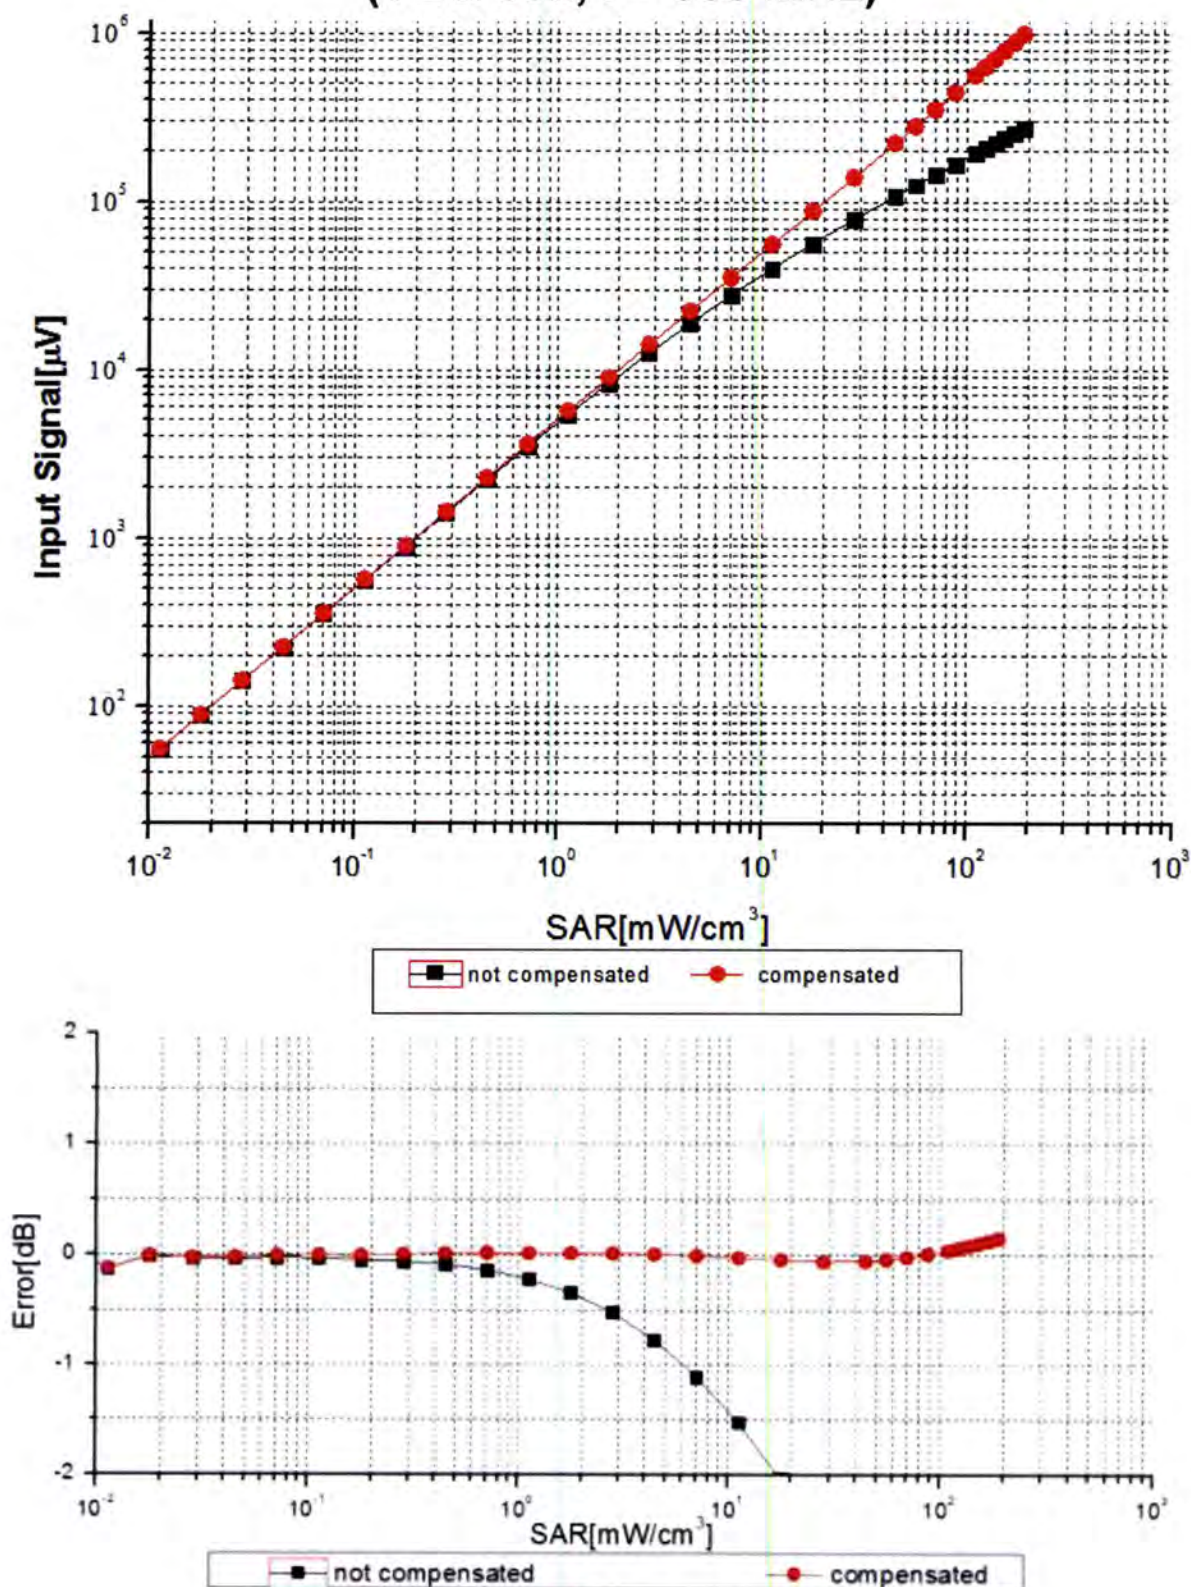 10⁶
10⁵
10⁴
10³
10²
Input Signal[µV]
10⁻² 10⁻¹ 10⁰ 10¹ 10² 10³
SAR[mW/cm³]
not compensated compensated
2
1
0
-1
-2
Error[dB]
10⁻² 10⁻¹ 10⁰ 10¹ 10² 10³
SAR[mW/cm³]
not compensated compensated